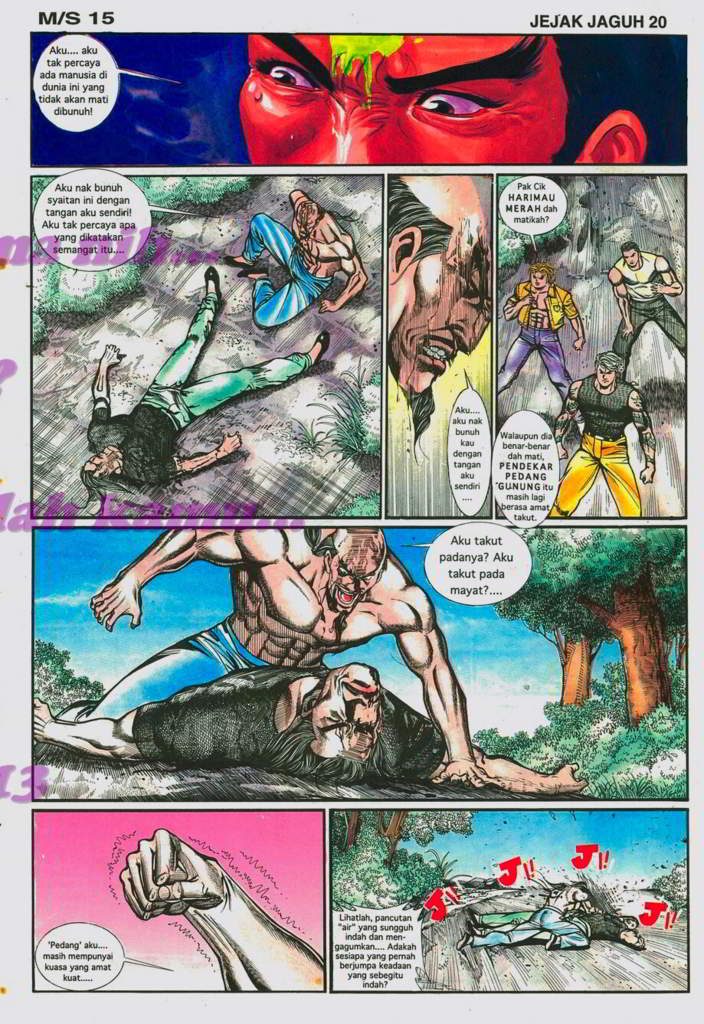 M/S 15
JEJAK JAGUH 20
Aku.... aku
tak percaya
ada manusia di
dunia ini yang
tidak akan mati
dibunuh!
Aku nak bunuh
syaitan ini dengan
tangan aku sendiri!
Aku tak percaya apa
yang dikatakan
semangat itu....
Aku....
aku nak
bunuh
kau
dengan
tangan
aku
sendiri
....
Pak Cik
HARIMAU
MERAH dah
matikah?
Walaupun dia
benar-benar
dah mati,
PENDEKAR
PEDANG
GUNUNG itu
masih lagi
berasa amat
takut.
Aku takut
padanya? Aku
takut pada
mayat?....
13
'Pedang' aku....
masih mempunyai
kuasa yang amat
kuat.....
Lihatlah, pancutan
"air" yang sungguh
indah dan men-
gagumkan.... Adakah
sesiapa yang pernah
berjumpa keadaan
yang sebegitu
indah?